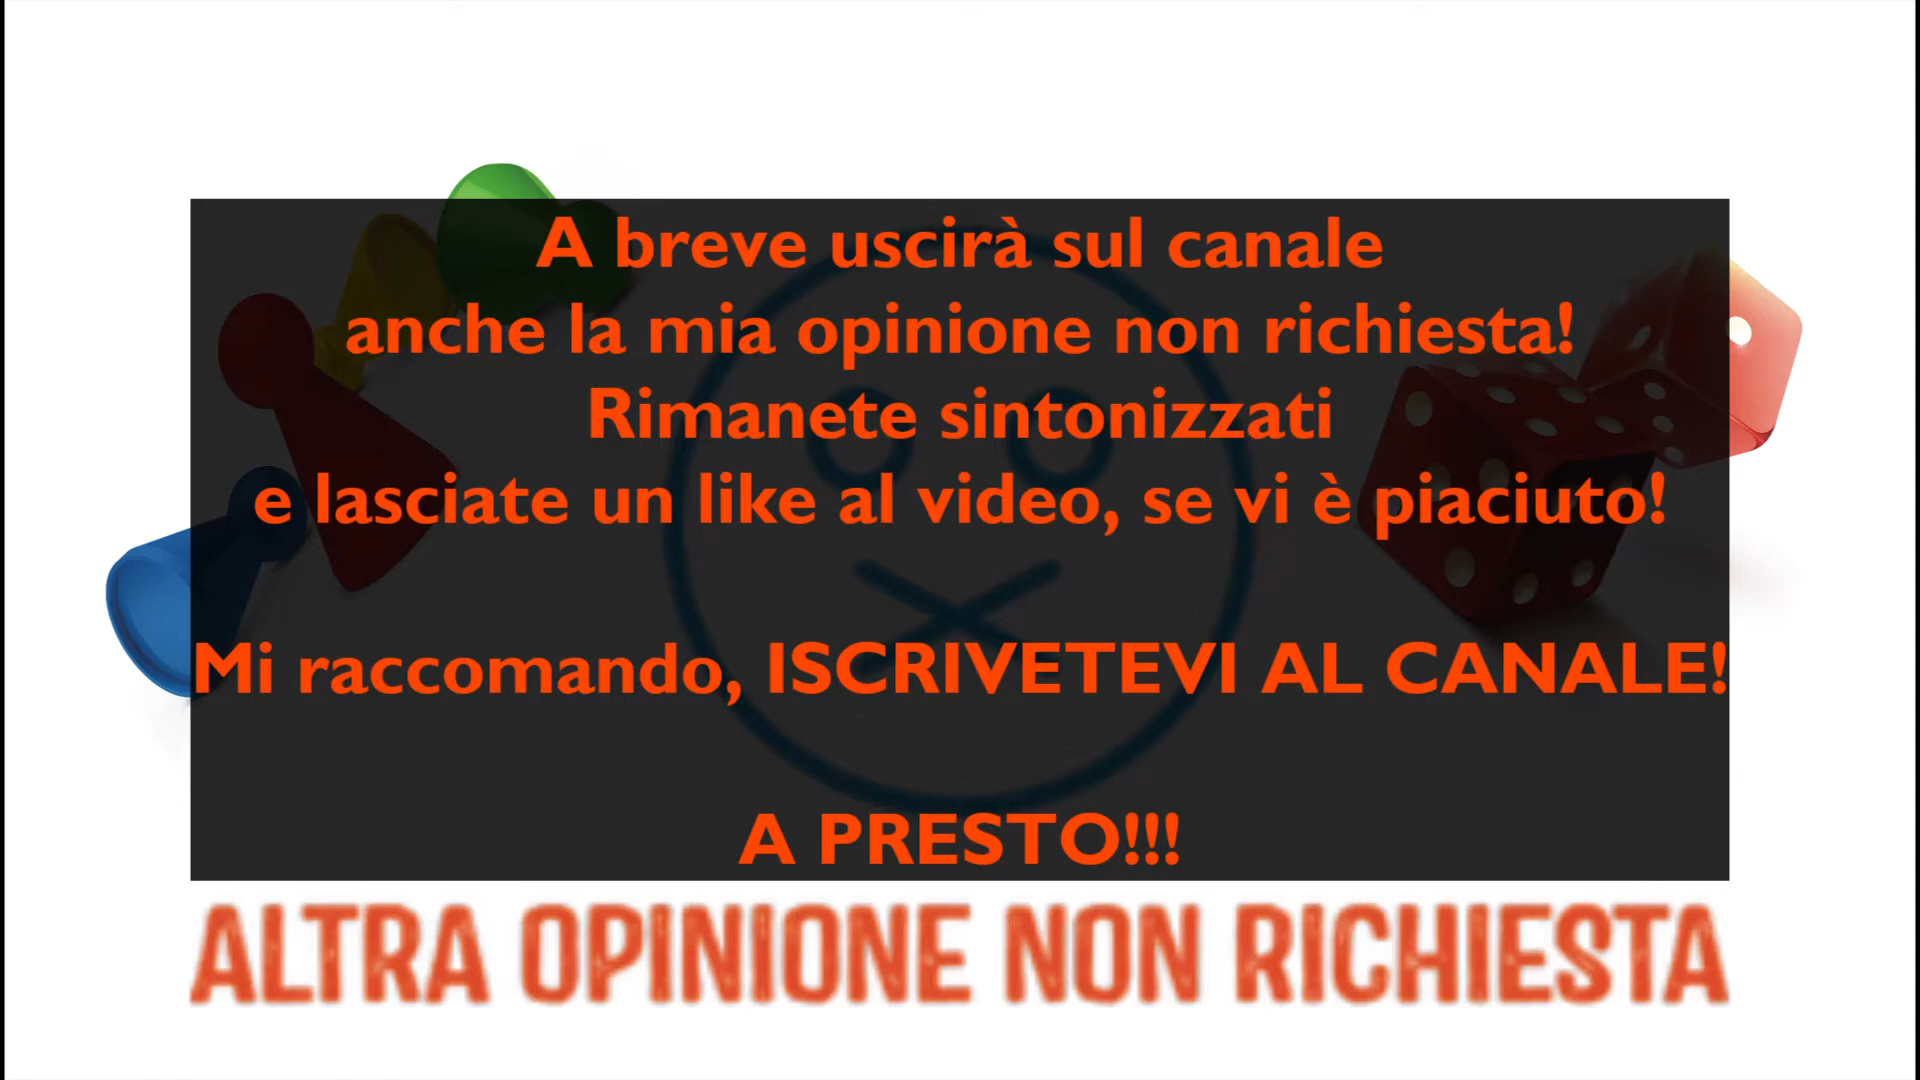 A breve uscirà sul canale
anche la mia opinione non richiesta!
Rimanete sintonizzati
e lasciate un like al video, se vi è piaciuto!
Mi raccomando, ISCRIVETEVI AL CANALE!
A PRESTO!!!
ALTRA OPINIONE NON RICHIESTA